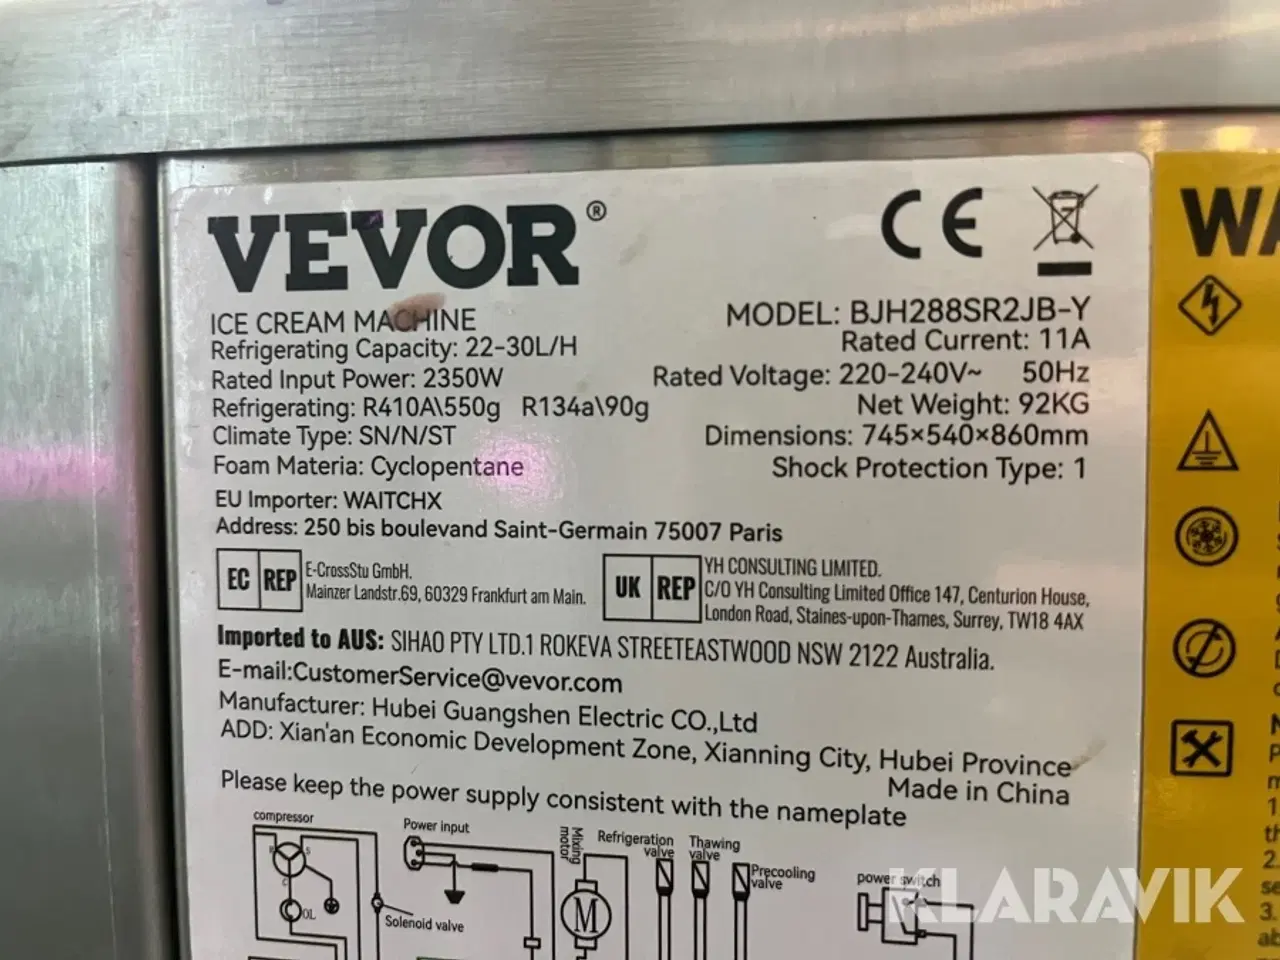 VEVOR®
CE
ICE CREAM MACHINE
MODEL: BJH288SR2JB-Y
Refrigerating Capacity: 22-30L/H
Rated Current: 11A
Rated Input Power: 2350W
Rated Voltage: 220-240V~ 50Hz
Refrigerating: R410A\550g R134a\90g
Net Weight: 92KG
Climate Type: SN/N/ST
Dimensions: 745×540×860mm
Foam Materia: Cyclopentane
Shock Protection Type: 1
EU Importer: WAITCHX
Address: 250 bis boulevand Saint-Germain 75007 Paris
EC REP
E-CrossStu GmbH.
Mainzer Landstr.69, 60329 Frankfurt am Main.
UK REP
YH CONSULTING LIMITED.
C/O YH Consulting Limited Office 147, Centurion House,
London Road, Staines-upon-Thames, Surrey, TW18 4AX
Imported to AUS: SIHAO PTY LTD.1 ROKEVA STREETEASTWOOD NSW 2122 Australia.
E-mail:CustomerService@vevor.com
Manufacturer: Hubei Guangshen Electric CO.,Ltd
ADD: Xian'an Economic Development Zone, Xianning City, Hubei Province
Made in China
Please keep the power supply consistent with the nameplate
compressor
Power input
Mixing motor
Refrigeration valve
Thawing valve
Precooling valve
power switch
OL
M
Solenoid valve
KLARAVIK
1.
2.
3.